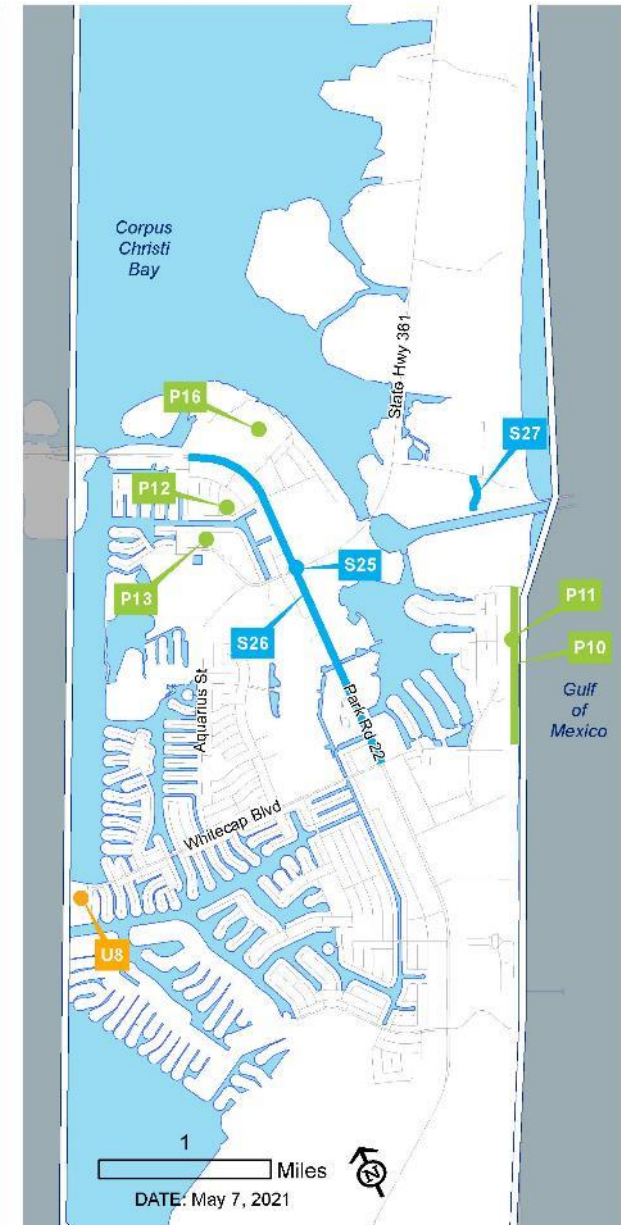 Corpus
Christi
Bay
State Hwy 361
P16
S27
P12
S25
P13
P11
S26
P10
Aquarius St
Park Rd 22
Gulf
of
Mexico
Whitecap Blvd
U8
1
Miles
N
DATE: May 7, 2021